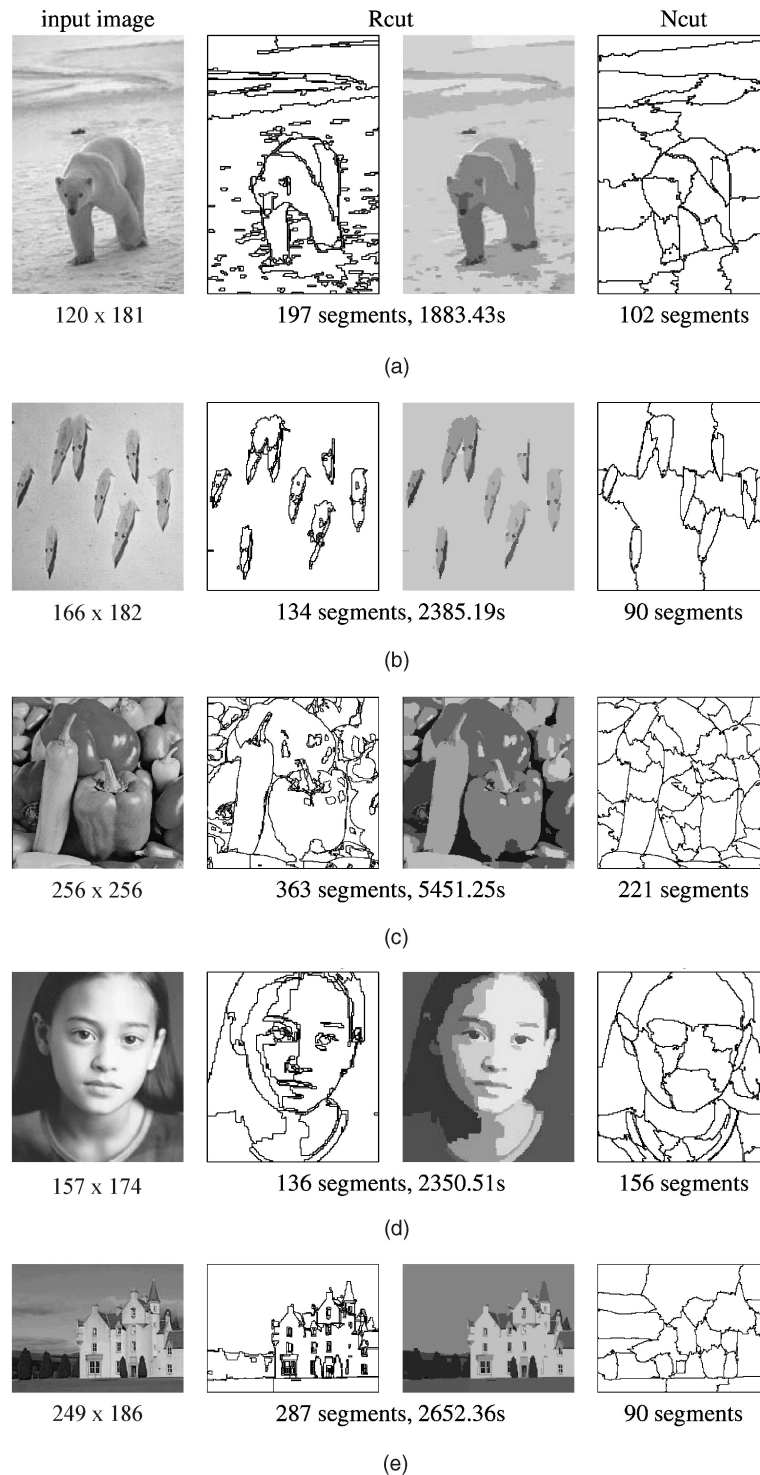 input image Rcut Ncut
120 x 181 197 segments, 1883.43s 102 segments
(a)
166 x 182 134 segments, 2385.19s 90 segments
(b)
256 x 256 363 segments, 5451.25s 221 segments
(c)
157 x 174 136 segments, 2350.51s 156 segments
(d)
249 x 186 287 segments, 2652.36s 90 segments
(e)